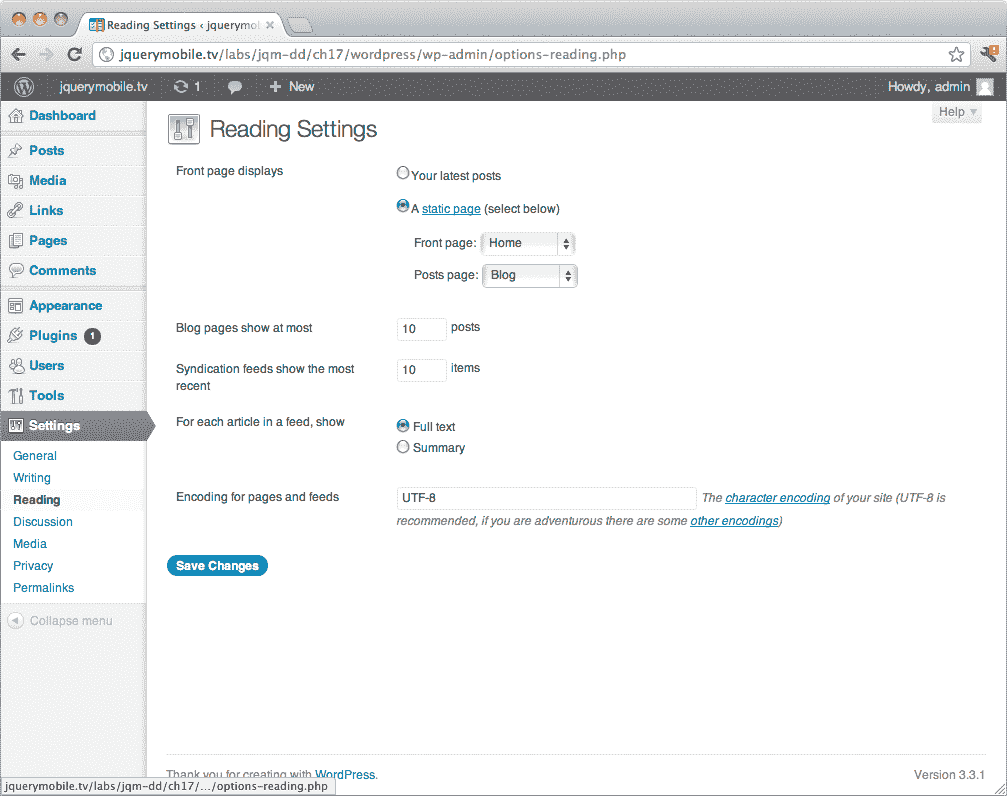 Reading Settings ‹ jquerymo
jquerymobile.tv/labs/jqm-dd/ch17/wordpress/wp-admin/options-reading.php
jquerymobile.tv 1 + New Howdy, admin
Help
Dashboard
Posts
Media
Links
Pages
Comments
Appearance
Plugins 1
Users
Tools
Settings
General
Writing
Reading
Discussion
Media
Privacy
Permalinks
Collapse menu
Reading Settings
Front page displays
Your latest posts
A static page (select below)
Front page: Home
Posts page: Blog
Blog pages show at most 10 posts
Syndication feeds show the most
recent
10 items
For each article in a feed, show
Full text
Summary
Encoding for pages and feeds
UTF-8 The character encoding of your site (UTF-8 is
recommended, if you are adventurous there are some other encodings)
Save Changes
Thank you for creating with WordPress. Version 3.3.1
jquerymobile.tv/labs/jqm-dd/ch17/.../options-reading.php